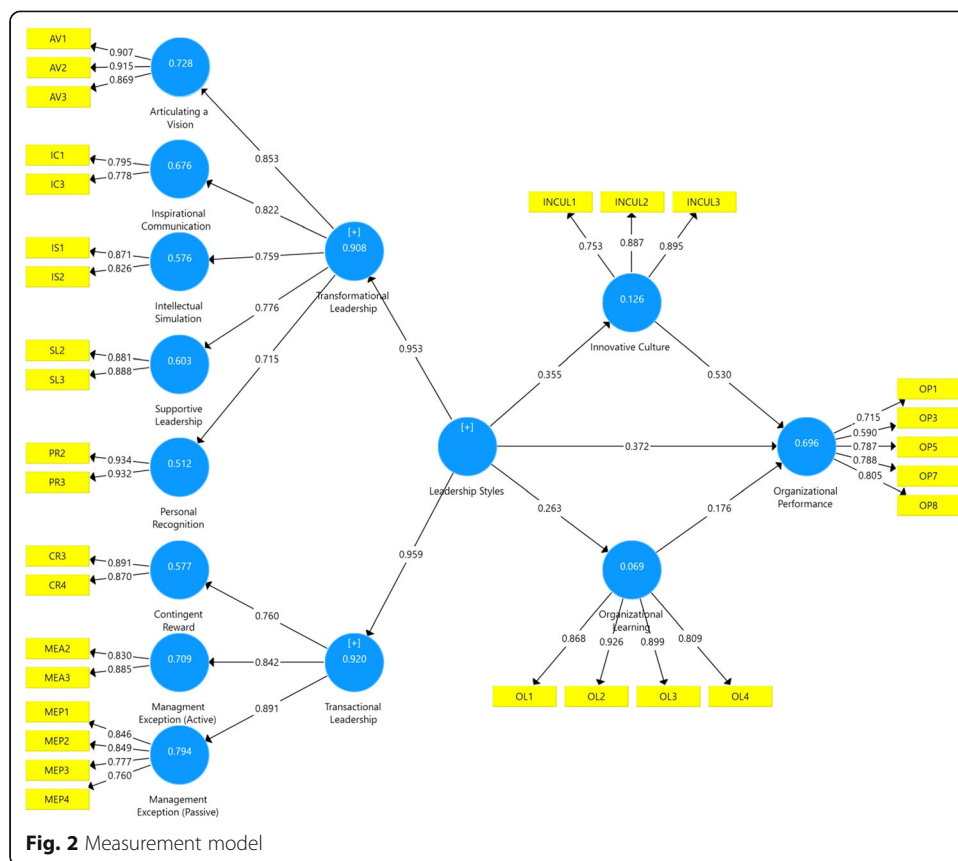 AV1
0.907
AV2
0.915
AV3
0.869
0.728
Articulating a
Vision
0.853
IC1
0.795
IC3
0.778
0.676
Inspirational
Communication
0.822
IS1
0.871
IS2
0.826
0.576
Intellectual
Simulation
0.759
SL2
0.881
SL3
0.888
0.603
Supportive
Leadership
0.776
PR2
0.934
PR3
0.932
0.512
Personal
Recognition
0.715
[+]
0.908
Transformational
Leadership
0.953
CR3
0.891
CR4
0.870
0.577
Contingent
Reward
0.760
MEA2
0.830
MEA3
0.885
0.709
Managment
Exception (Active)
0.842
MEP1
0.846
MEP2
0.849
MEP3
0.777
MEP4
0.760
0.794
Management
Exception (Passive)
0.891
[+]
0.920
Transactional
Leadership
0.959
[+]
Leadership Styles
0.355
0.372
0.263
INCUL1
INCUL2
INCUL3
0.753
0.887
0.895
0.126
Innovative Culture
0.530
0.069
Organizational
Learning
0.176
0.868
0.926
0.899
0.809
OL1
OL2
OL3
OL4
0.696
Organizational
Performance
OP1
0.715
OP3
0.590
OP5
0.787
OP7
0.788
OP8
0.805
Fig. 2 Measurement model